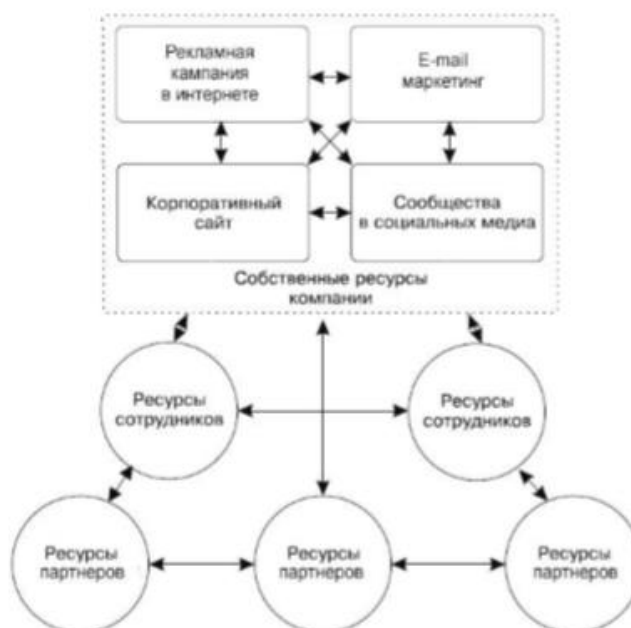 Рекламная
кампания
в интернете
E-mail
маркетинг
Корпоративный
сайт
Сообщества
в социальных медиа
Собственные ресурсы
компании
Ресурсы
сотрудников
Ресурсы
сотрудников
Ресурсы
партнеров
Ресурсы
партнеров
Ресурсы
партнеров